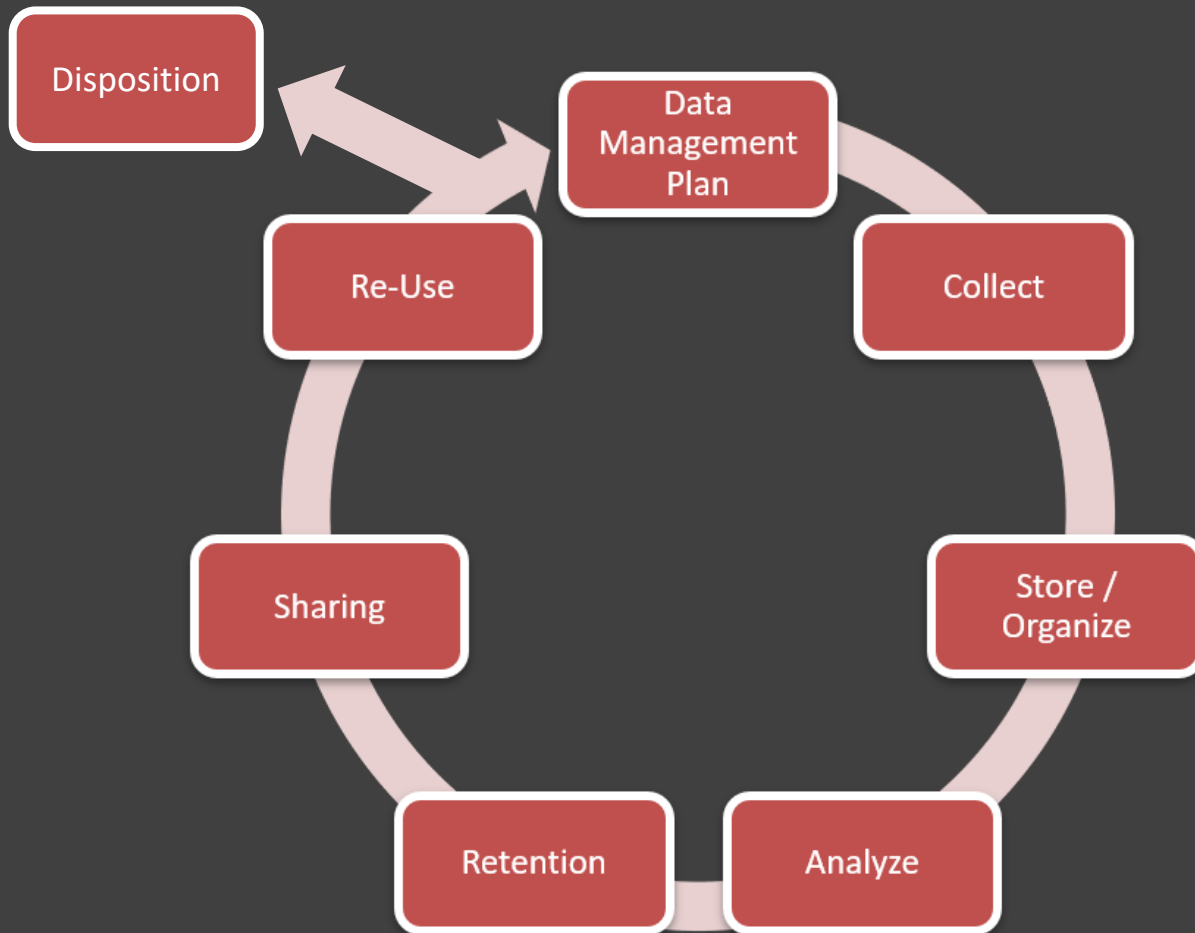 Disposition
Data
Management
Plan
Re-Use
Collect
Sharing
Store /
Organize
Retention
Analyze